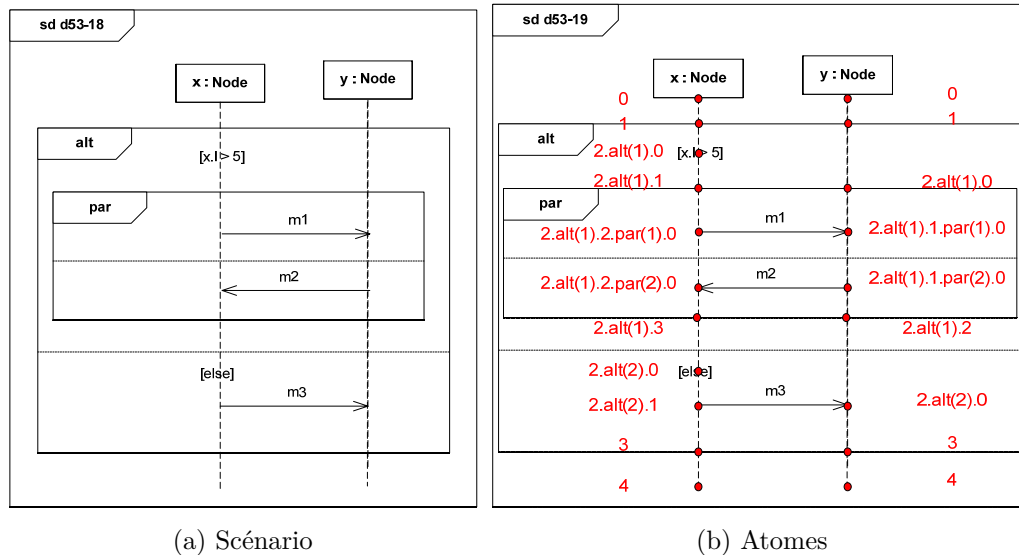 sd d53-18
x : Node
y : Node
alt
[x.I > 5]
par
m1
m2
[else]
m3
(a) Scénario
sd d53-19
x : Node
y : Node
0
0
1
1
alt
2.alt(1).0
[x.I > 5]
2.alt(1).1
2.alt(1).0
par
m1
2.alt(1).2.par(1).0
2.alt(1).1.par(1).0
m2
2.alt(1).2.par(2).0
2.alt(1).1.par(2).0
2.alt(1).3
2.alt(1).2
2.alt(2).0
[else]
m3
2.alt(2).1
2.alt(2).0
3
3
4
4
(b) Atomes